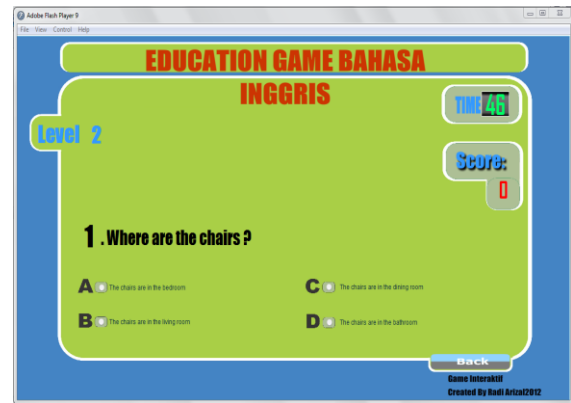 Adobe Flash Player 9
File View Control Help
EDUCATION GAME BAHASA
INGGRIS
TIME 46
Level 2
Score:
0
1 . Where are the chairs ?
A The chairs are in the bedroom
C The chairs are in the dining room
B The chairs are in the living room
D The chairs are in the bathroom
Back
Game Interaktif
Created By Radi Arizal2012